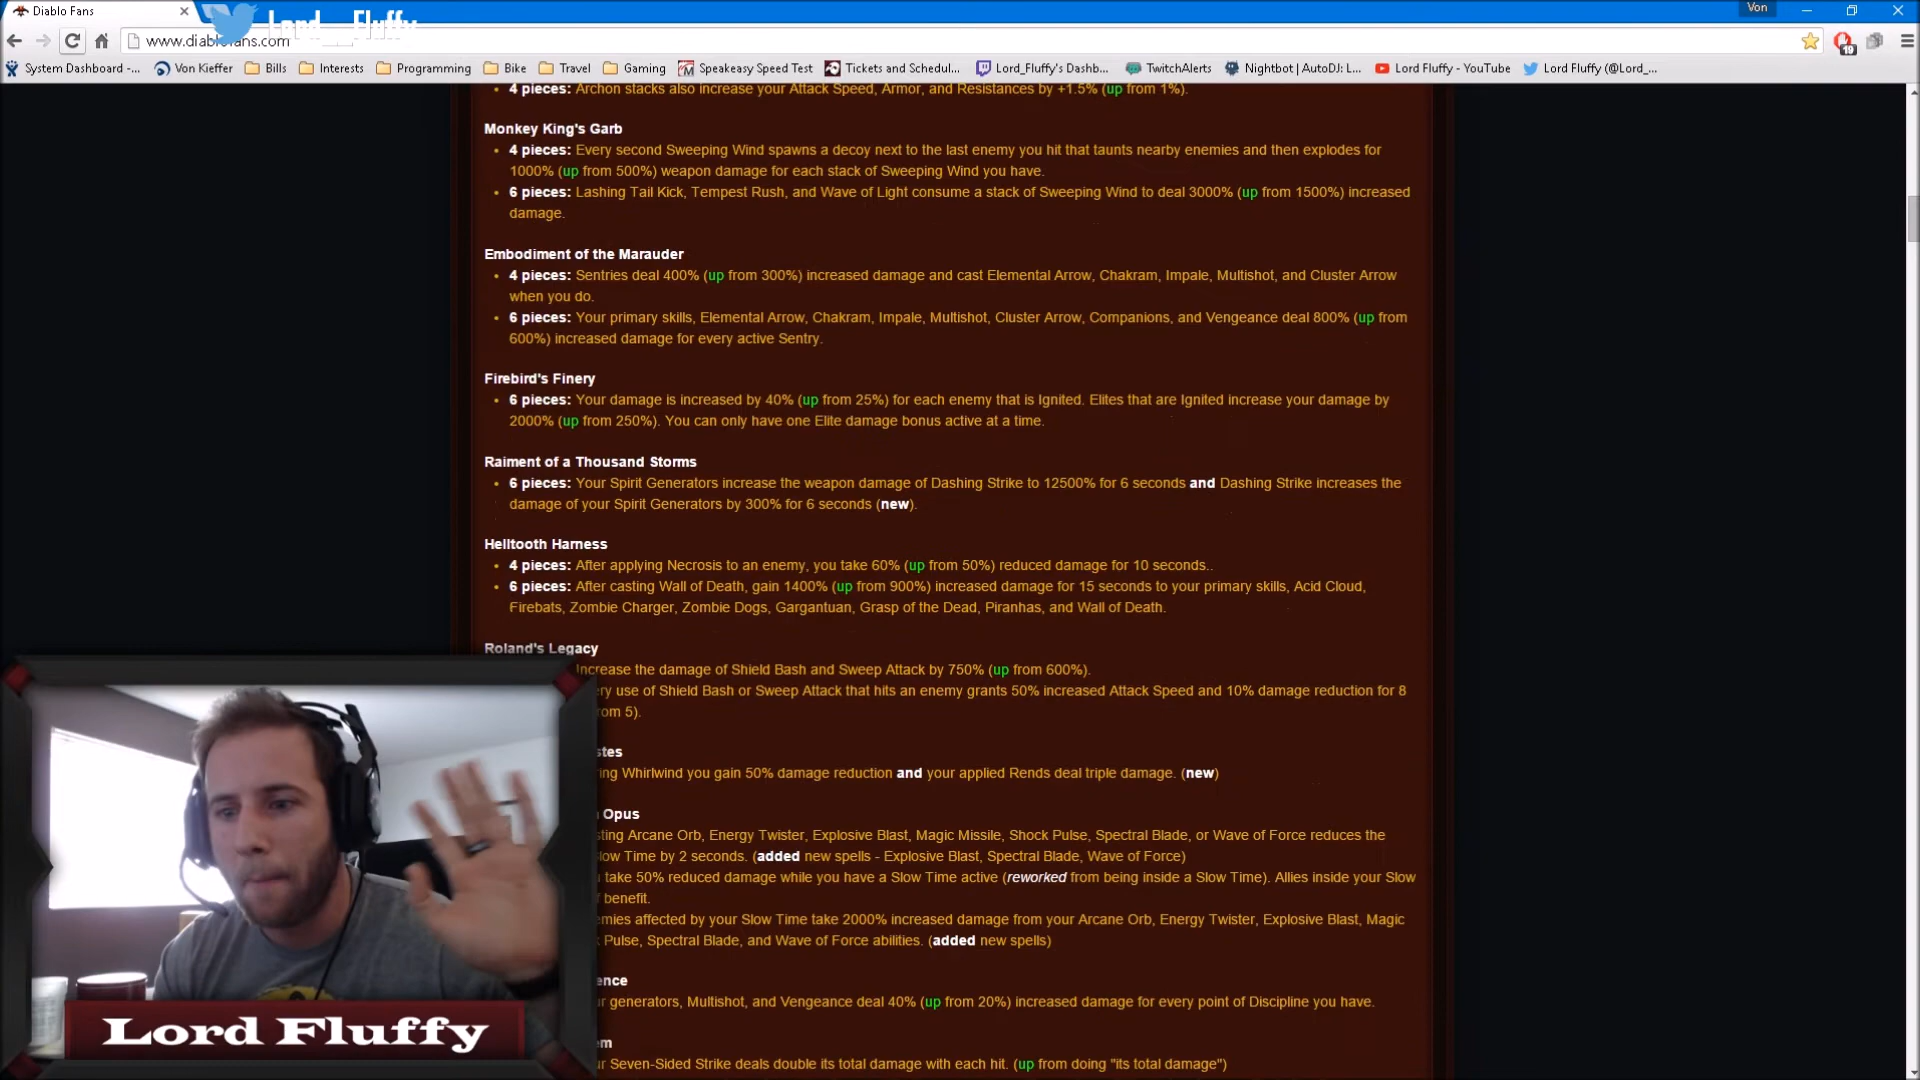 Diablo Fans
Von
Lord_Fluffy
www.diablofans.com
19
System Dashboard -...
Von Kieffer
Bills
Interests
Programming
Bike
Travel
Gaming
Speakeasy Speed Test
Tickets and Schedul...
Lord_Fluffy's Dashb...
TwitchAlerts
Nightbot | AutoDJ: L...
Lord Fluffy - YouTube
Lord Fluffy (@Lord_...
• 4 pieces: Archon stacks also increase your Attack Speed, Armor, and Resistances by +1.5% (up from 1%).
Monkey King's Garb
• 4 pieces: Every second Sweeping Wind spawns a decoy next to the last enemy you hit that taunts nearby enemies and then explodes for
1000% (up from 500%) weapon damage for each stack of Sweeping Wind you have.
• 6 pieces: Lashing Tail Kick, Tempest Rush, and Wave of Light consume a stack of Sweeping Wind to deal 3000% (up from 1500%) increased
damage.
Embodiment of the Marauder
• 4 pieces: Sentries deal 400% (up from 300%) increased damage and cast Elemental Arrow, Chakram, Impale, Multishot, and Cluster Arrow
when you do.
• 6 pieces: Your primary skills, Elemental Arrow, Chakram, Impale, Multishot, Cluster Arrow, Companions, and Vengeance deal 800% (up from
600%) increased damage for every active Sentry.
Firebird's Finery
• 6 pieces: Your damage is increased by 40% (up from 25%) for each enemy that is Ignited. Elites that are Ignited increase your damage by
2000% (up from 250%). You can only have one Elite damage bonus active at a time.
Raiment of a Thousand Storms
• 6 pieces: Your Spirit Generators increase the weapon damage of Dashing Strike to 12500% for 6 seconds and Dashing Strike increases the
damage of your Spirit Generators by 300% for 6 seconds (new).
Helltooth Harness
• 4 pieces: After applying Necrosis to an enemy, you take 60% (up from 50%) reduced damage for 10 seconds..
• 6 pieces: After casting Wall of Death, gain 1400% (up from 900%) increased damage for 15 seconds to your primary skills, Acid Cloud,
Firebats, Zombie Charger, Zombie Dogs, Gargantuan, Grasp of the Dead, Piranhas, and Wall of Death.
Roland's Legacy
Increase the damage of Shield Bash and Sweep Attack by 750% (up from 600%).
ry use of Shield Bash or Sweep Attack that hits an enemy grants 50% increased Attack Speed and 10% damage reduction for 8
rom 5).
stes
ring Whirlwind you gain 50% damage reduction and your applied Rends deal triple damage. (new)
Opus
sting Arcane Orb, Energy Twister, Explosive Blast, Magic Missile, Shock Pulse, Spectral Blade, or Wave of Force reduces the
low Time by 2 seconds. (added new spells - Explosive Blast, Spectral Blade, Wave of Force)
take 50% reduced damage while you have a Slow Time active (reworked from being inside a Slow Time). Allies inside your Slow
f benefit.
emies affected by your Slow Time take 2000% increased damage from your Arcane Orb, Energy Twister, Explosive Blast, Magic
k Pulse, Spectral Blade, and Wave of Force abilities. (added new spells)
ence
r generators, Multishot, and Vengeance deal 40% (up from 20%) increased damage for every point of Discipline you have.
em
r Seven-Sided Strike deals double its total damage with each hit. (up from doing "its total damage")
Lord Fluffy